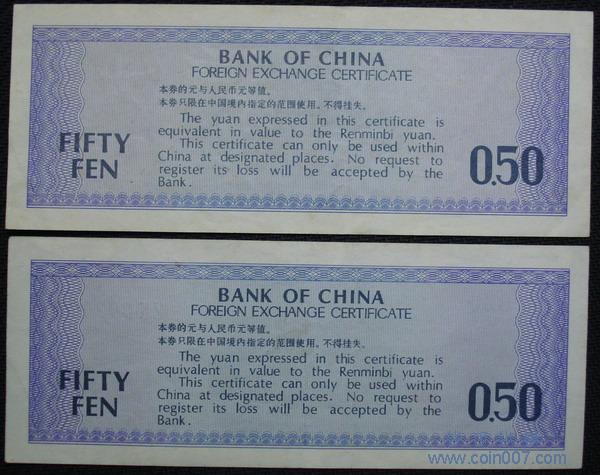 BANK OF CHINA
FOREIGN EXCHANGE CERTIFICATE
本券的元与人民币元等值。
本券只限在中国境内指定的范围使用。不得挂失。
The yuan expressed in this certificate is
equivalent in value to the Renminbi yuan.
This certificate can only be used within
China at designated places. No request to
register its loss will be accepted by the
Bank.
FIFTY
FEN
0.50
BANK OF CHINA
FOREIGN EXCHANGE CERTIFICATE
本券的元与人民币元等值。
本券只限在中国境内指定的范围使用。不得挂失。
The yuan expressed in this certificate is
equivalent in value to the Renminbi yuan.
This certificate can only be used within
China at designated places. No request to
register its loss will be accepted by the
Bank.
FIFTY
FEN
0.50
www.coin007.com